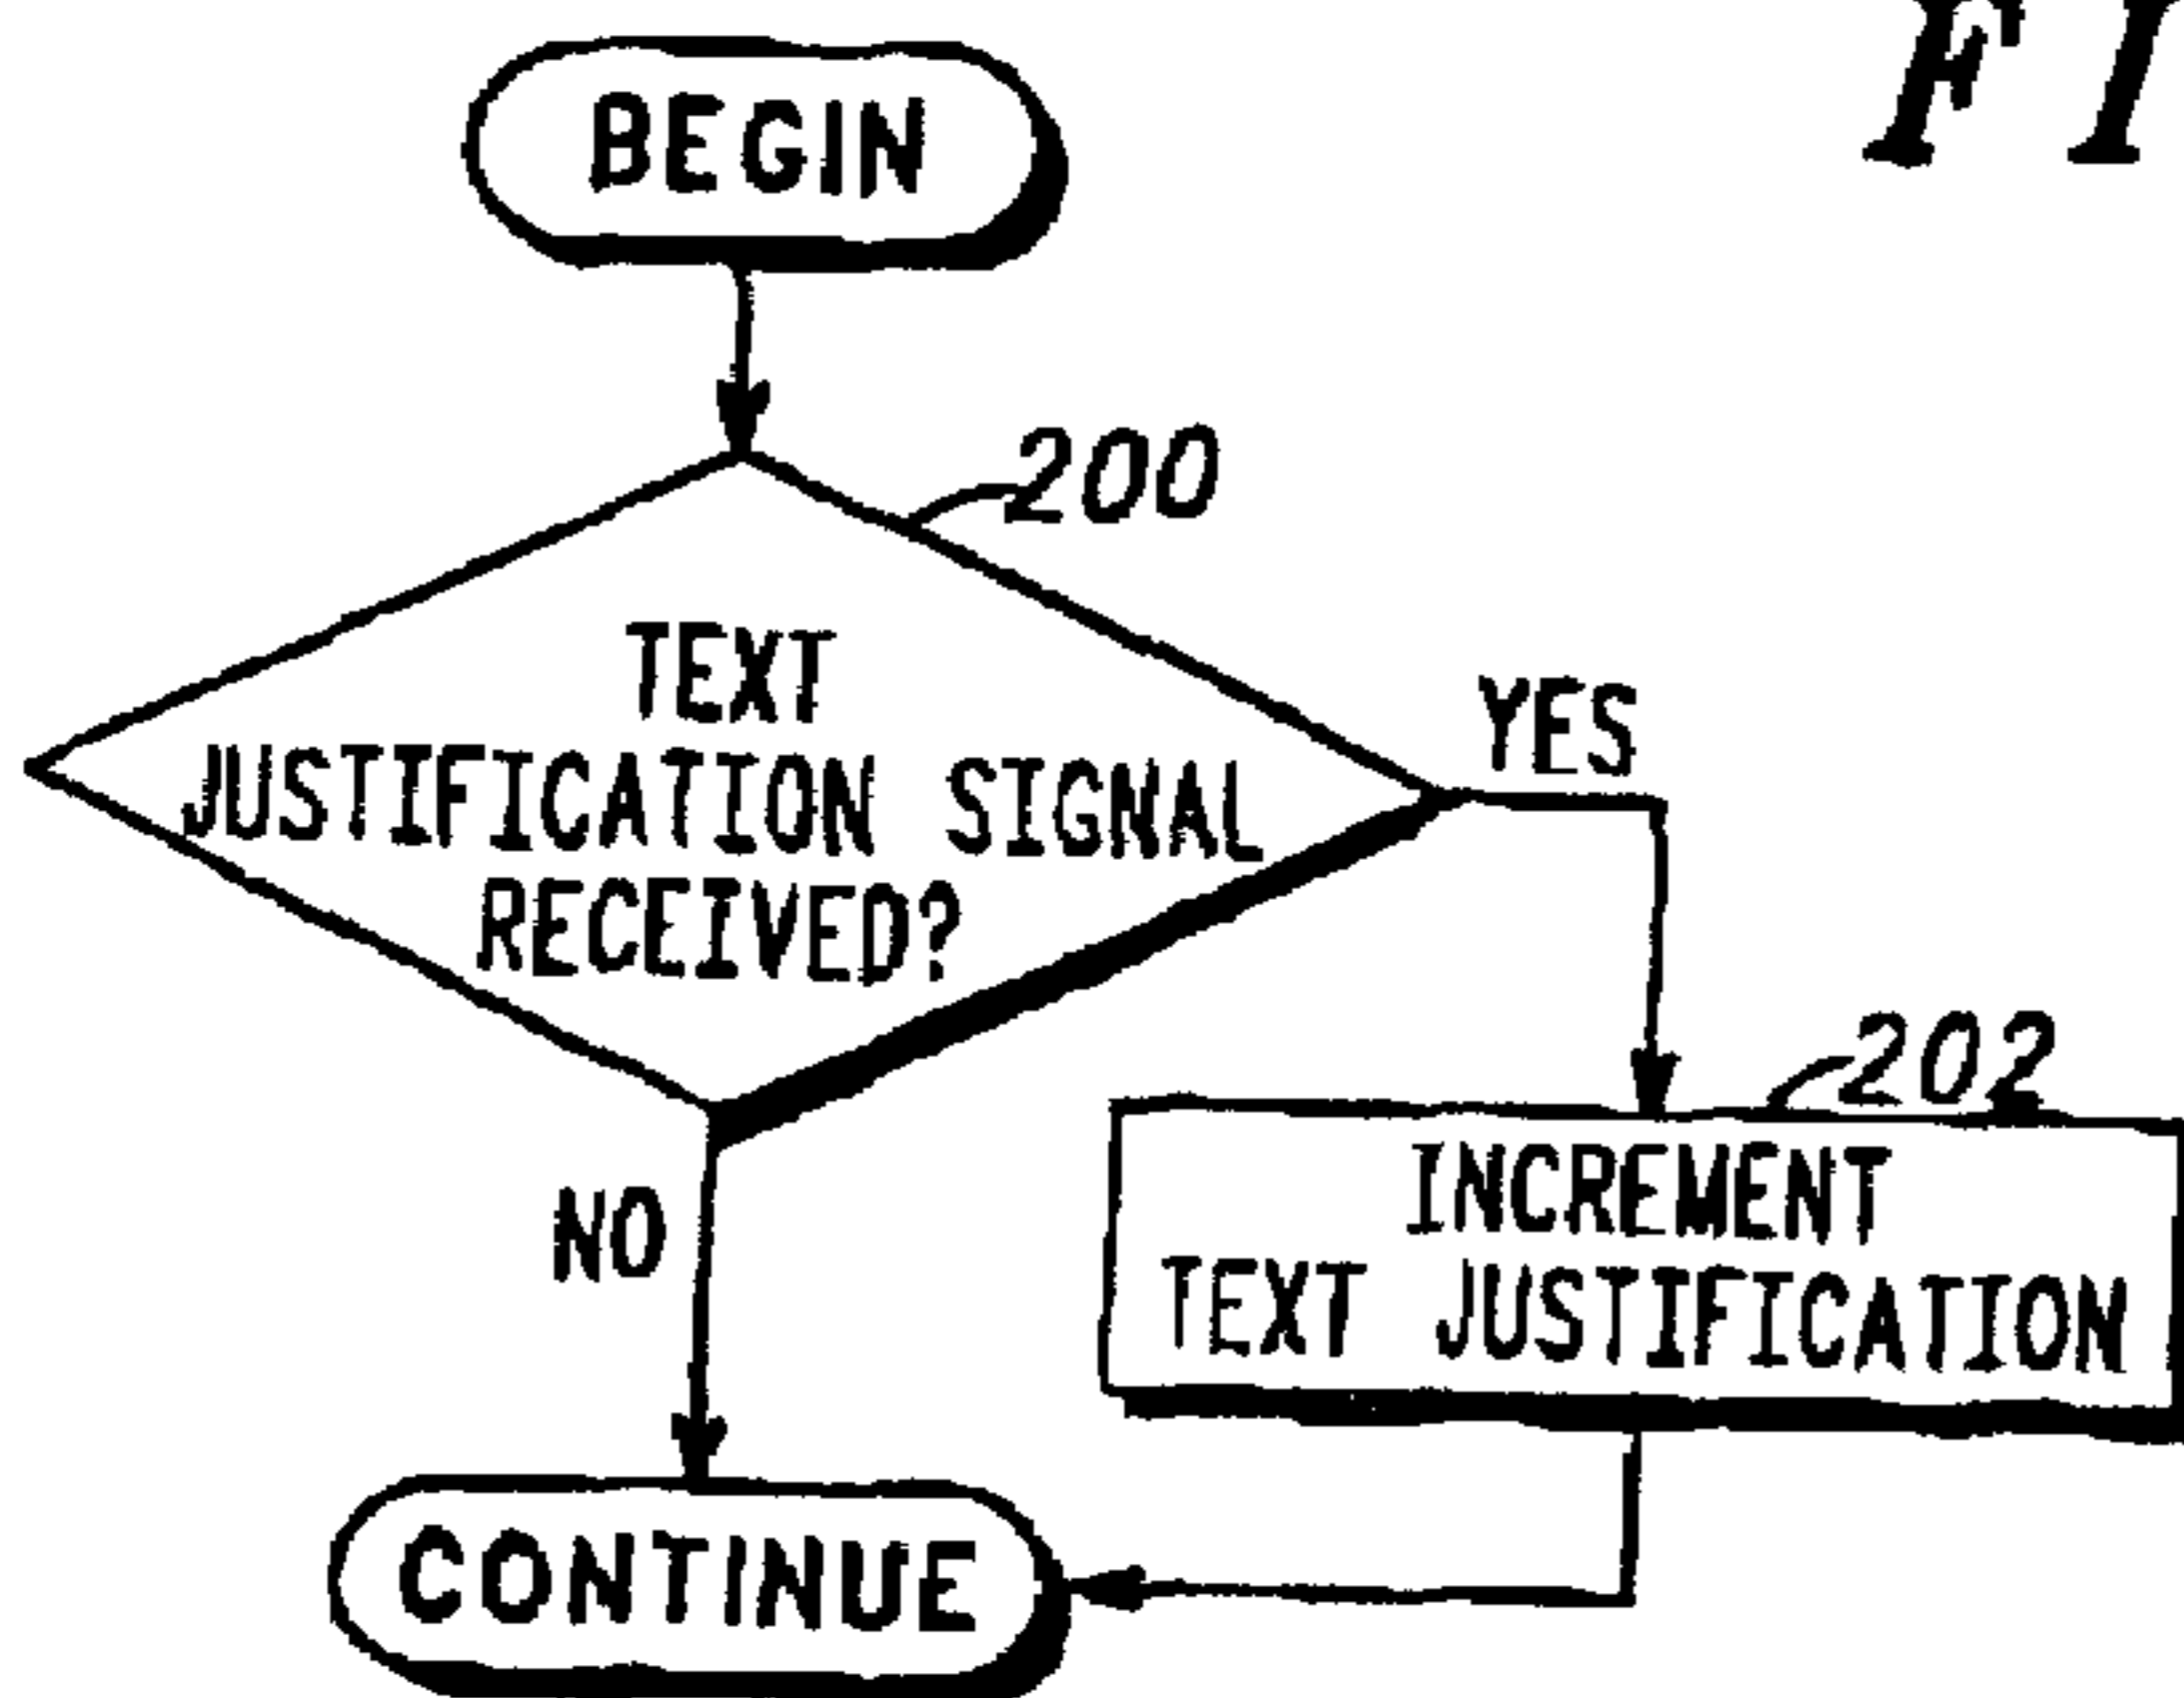 BEGIN
200
TEXT
JUSTIFICATION SIGNAL
RECEIVED?
YES
NO
202
INCREMENT
TEXT JUSTIFICATION
CONTINUE